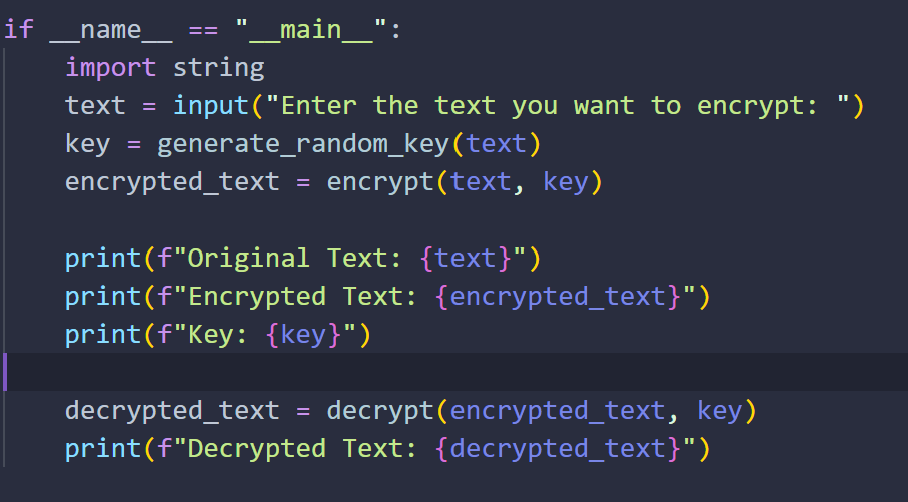 if __name__ == "__main__":
    import string
    text = input("Enter the text you want to encrypt: ")
    key = generate_random_key(text)
    encrypted_text = encrypt(text, key)

    print(f"Original Text: {text}")
    print(f"Encrypted Text: {encrypted_text}")
    print(f"Key: {key}")

    decrypted_text = decrypt(encrypted_text, key)
    print(f"Decrypted Text: {decrypted_text}")